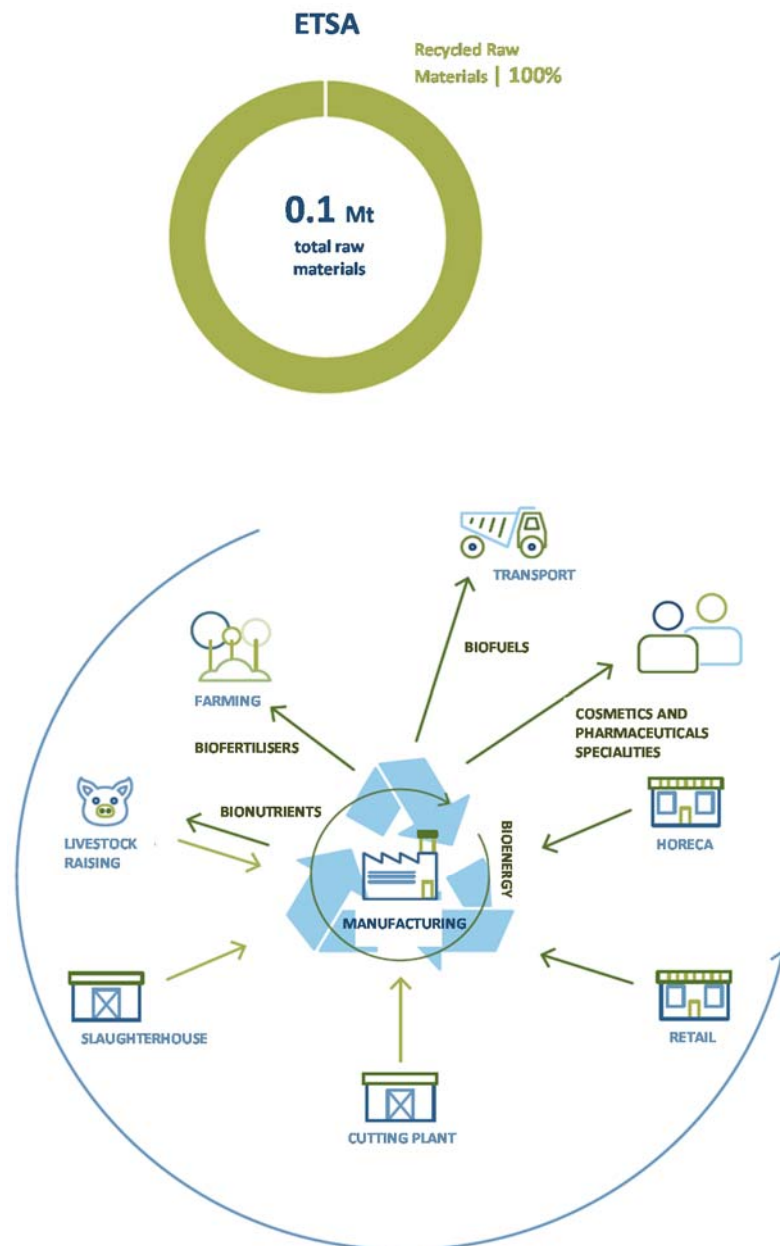 ETSA
Recycled Raw
Materials | 100%
0.1 Mt
total raw
materials
TRANSPORT
BIOFUELS
FARMING
COSMETICS AND
PHARMACEUTICALS
SPECIALITIES
BIOFERTILISERS
BIONUTRIENTS
LIVESTOCK
RAISING
BIOENERGY
HORECA
MANUFACTURING
SLAUGHTERHOUSE
RETAIL
CUTTING PLANT